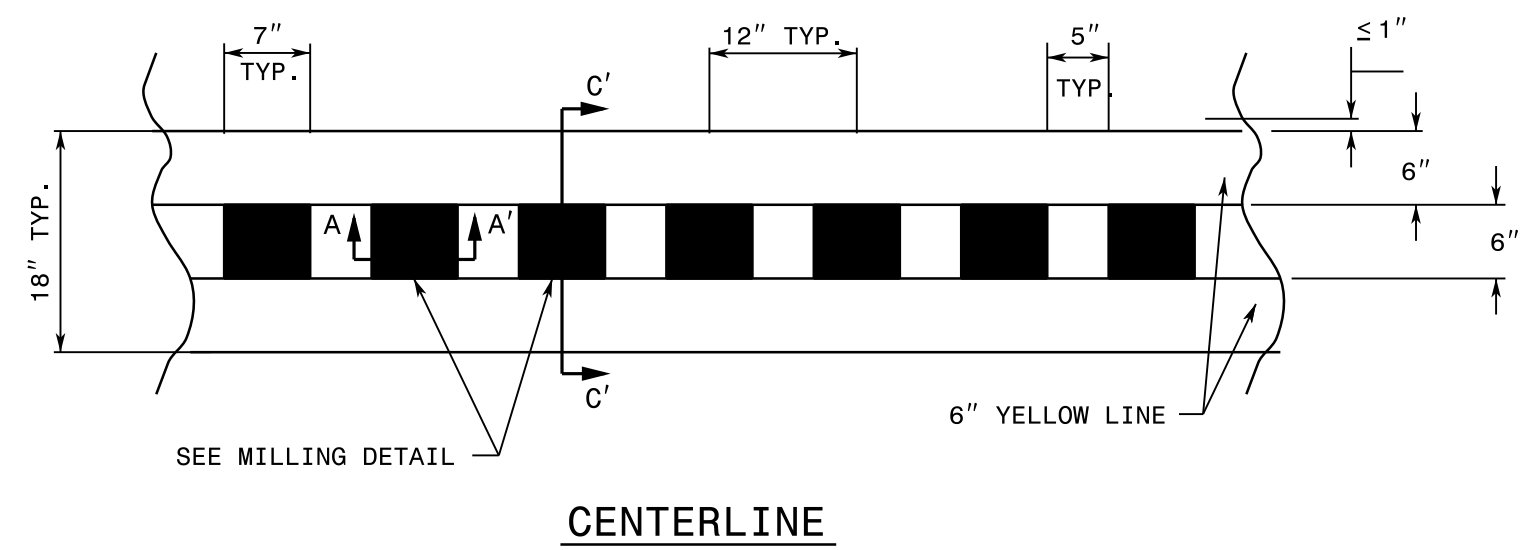 7" TYP.
12" TYP.
5" TYP.
≤ 1"
C'
6"
18" TYP.
A
A'
6"
C'
6" YELLOW LINE
SEE MILLING DETAIL
CENTERLINE